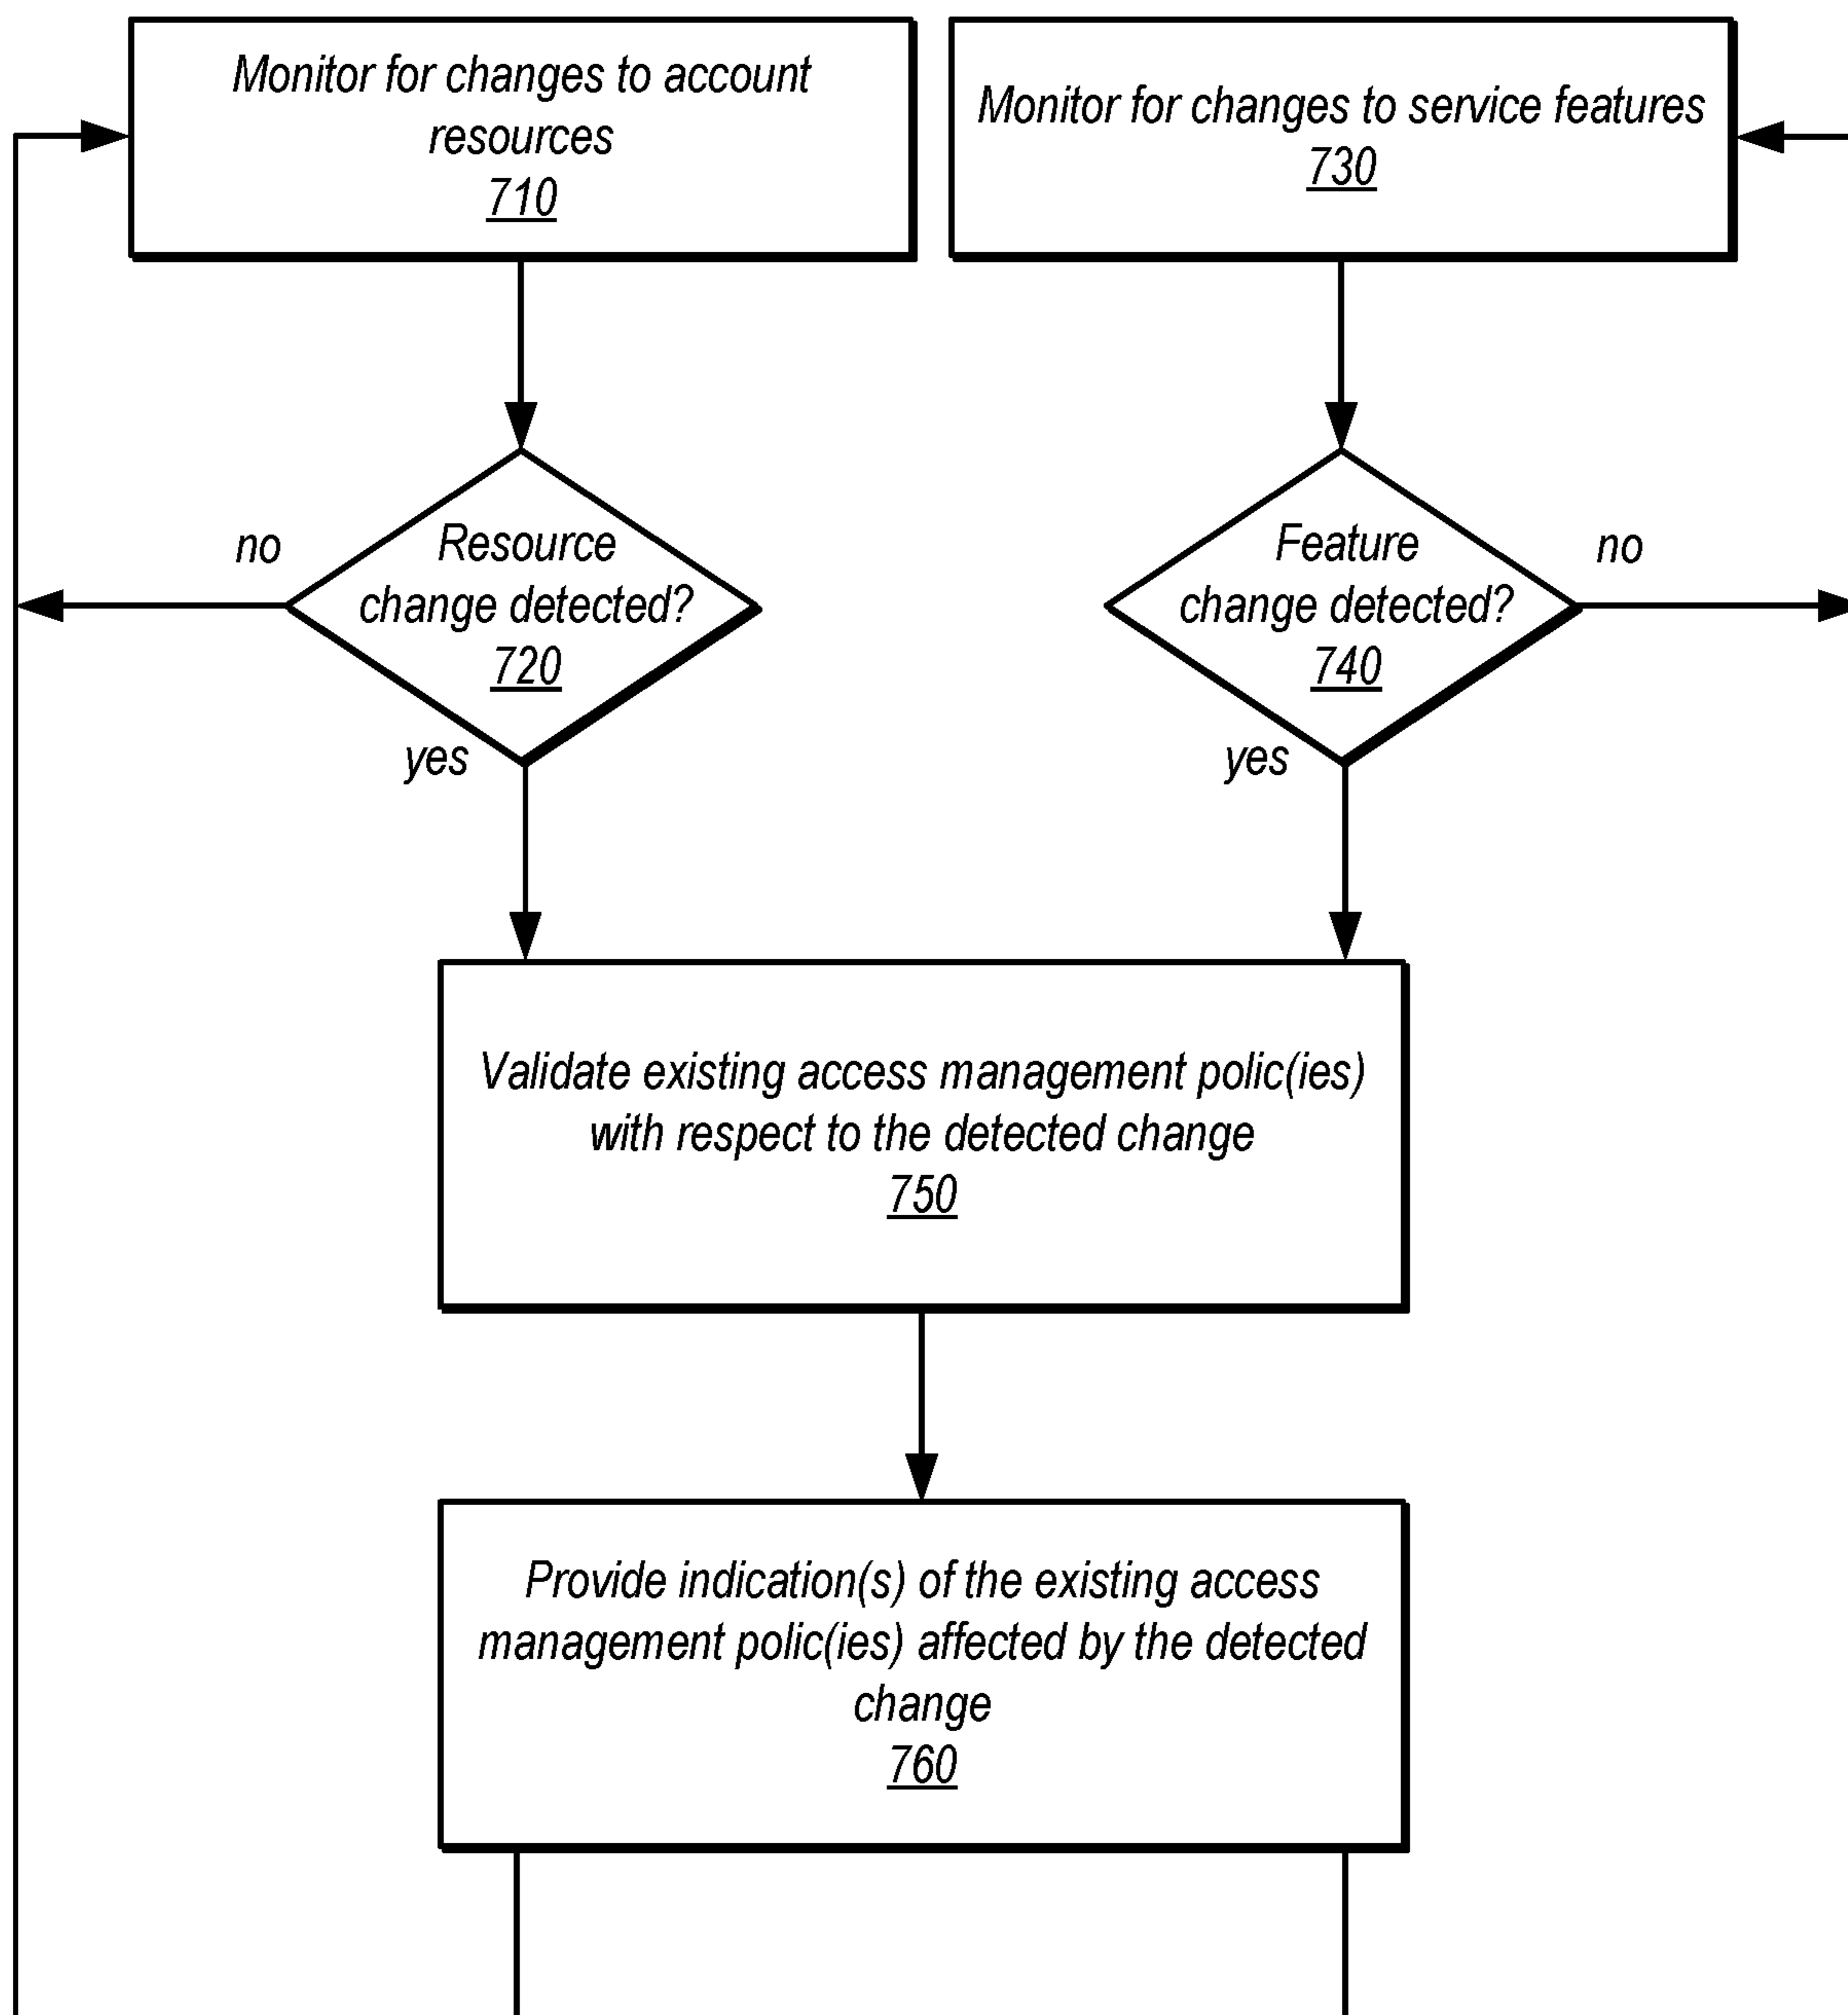 Monitor for changes to account
resources
710
Monitor for changes to service features
730
no
Resource
change detected?
720
yes
Feature
change detected?
740
no
yes
Validate existing access management polic(ies)
with respect to the detected change
750
Provide indication(s) of the existing access
management polic(ies) affected by the detected
change
760